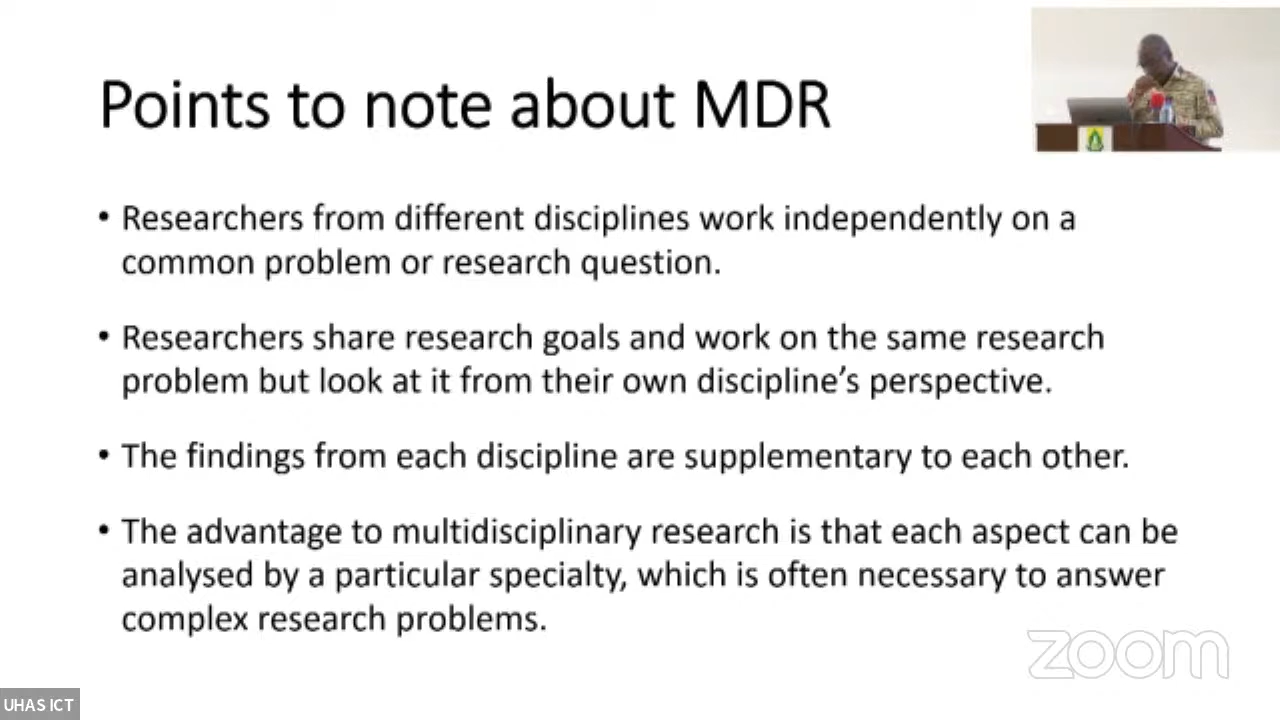 Points to note about MDR
• Researchers from different disciplines work independently on a
common problem or research question.
• Researchers share research goals and work on the same research
problem but look at it from their own discipline’s perspective.
• The findings from each discipline are supplementary to each other.
• The advantage to multidisciplinary research is that each aspect can be
analysed by a particular specialty, which is often necessary to answer
complex research problems.
zoom
UHAS ICT